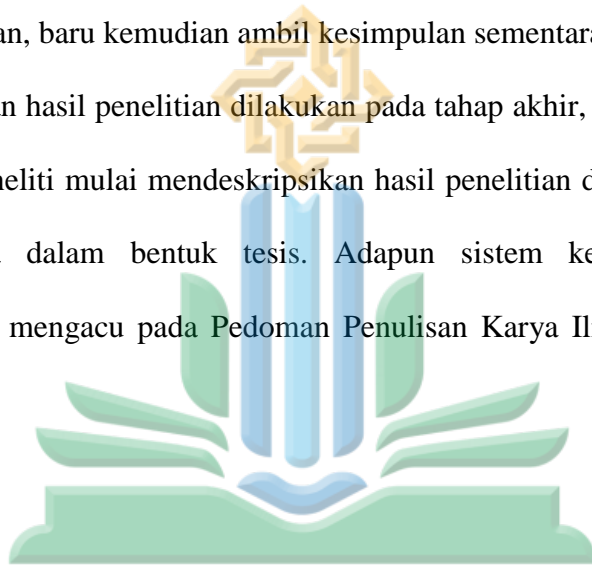 an, baru kemudian ambil kesimpulan sementara
n hasil penelitian dilakukan pada tahap akhir,
neliti mulai mendeskripsikan hasil penelitian d
dalam bentuk tesis. Adapun sistem ke
mengacu pada Pedoman Penulisan Karya Il